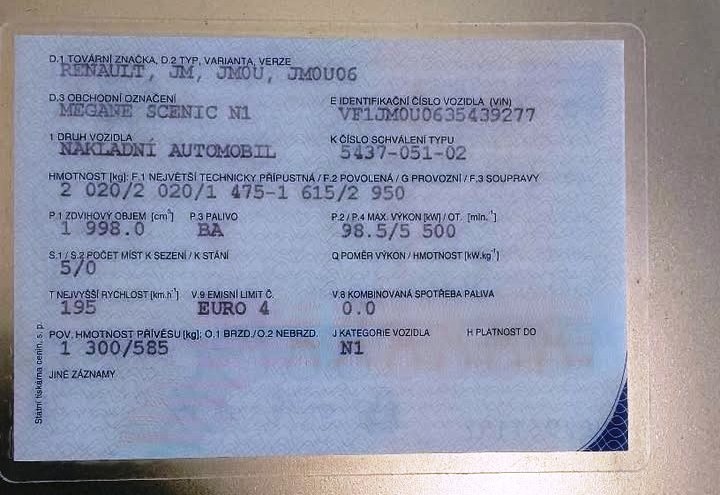 D.1 TOVÁRNÍ ZNAČKA, D.2 TYP, VARIANTA, VERZE
RENAULT, JM, JM0U, JM0U06
D.3 OBCHODNÍ OZNAČENÍ E IDENTIFIKAČNÍ ČÍSLO VOZIDLA (VIN)
MEGANE SCENIC N1 VF1JM0U0635439277
1 DRUH VOZIDLA K ČÍSLO SCHVÁLENÍ TYPU
NÁKLADNÍ AUTOMOBIL 5437-051-02
HMOTNOST [kg]: F.1 NEJVĚTŠÍ TECHNICKY PŘÍPUSTNÁ / F.2 POVOLENÁ / G PROVOZNÍ / F.3 SOUPRAVY
2 020/2 020/1 475-1 615/2 950
P.1 ZDVIHOVÝ OBJEM [cm³] P.3 PALIVO P.2 / P.4 MAX. VÝKON [kW] / OT. [min.⁻¹]
1 998.0 BA 98.5/5 500
S.1 / S.2 POČET MÍST K SEZENÍ / K STÁNÍ Q POMĚR VÝKON / HMOTNOST [kW.kg⁻¹]
5/0
T NEJVYŠŠÍ RYCHLOST [km.h⁻¹] V.9 EMISNÍ LIMIT Č. V.8 KOMBINOVANÁ SPOTŘEBA PALIVA
195 EURO 4 0.0
POV. HMOTNOST PŘÍVĚSU [kg]: O.1 BRZD./O.2 NEBRZD. J KATEGORIE VOZIDLA H PLATNOST DO
1 300/585 N1
JINÉ ZÁZNAMY
Státní tiskárna cenin, s. p.